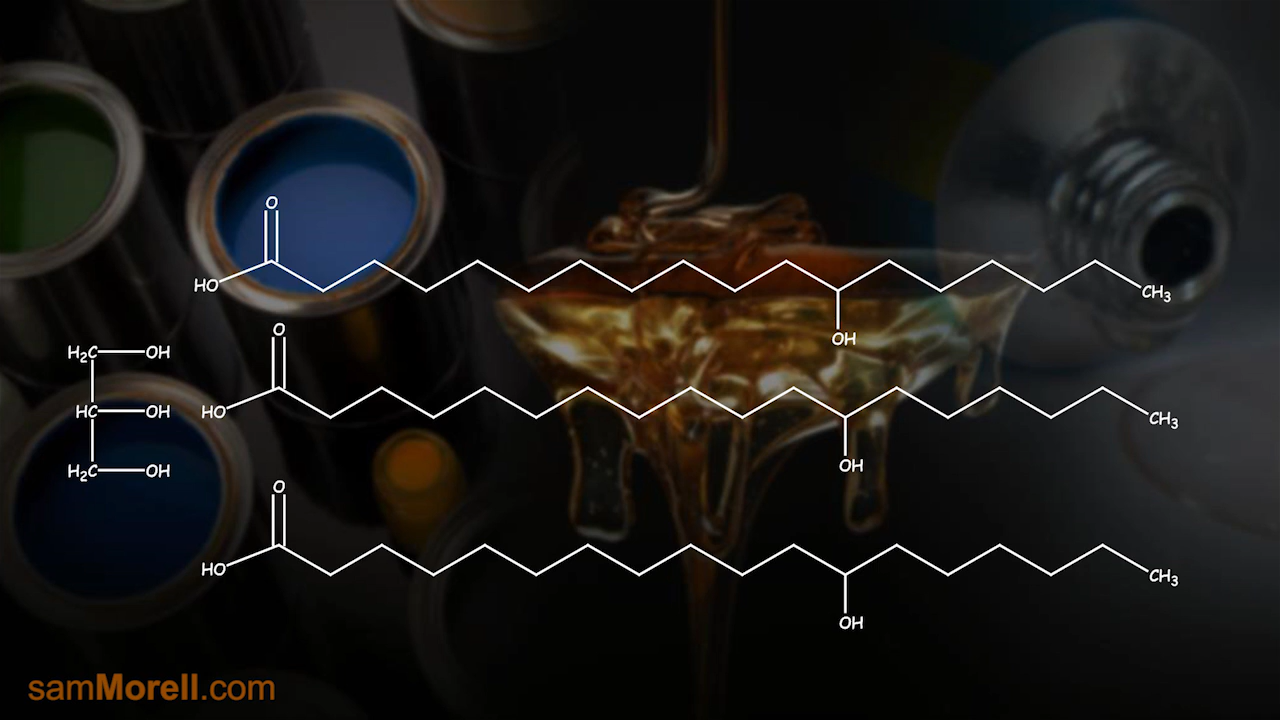 O
HO
CH₃
OH
O
H₂C OH
HC OH
HO
CH₃
OH
H₂C OH
O
HO
CH₃
OH
samMorell.com